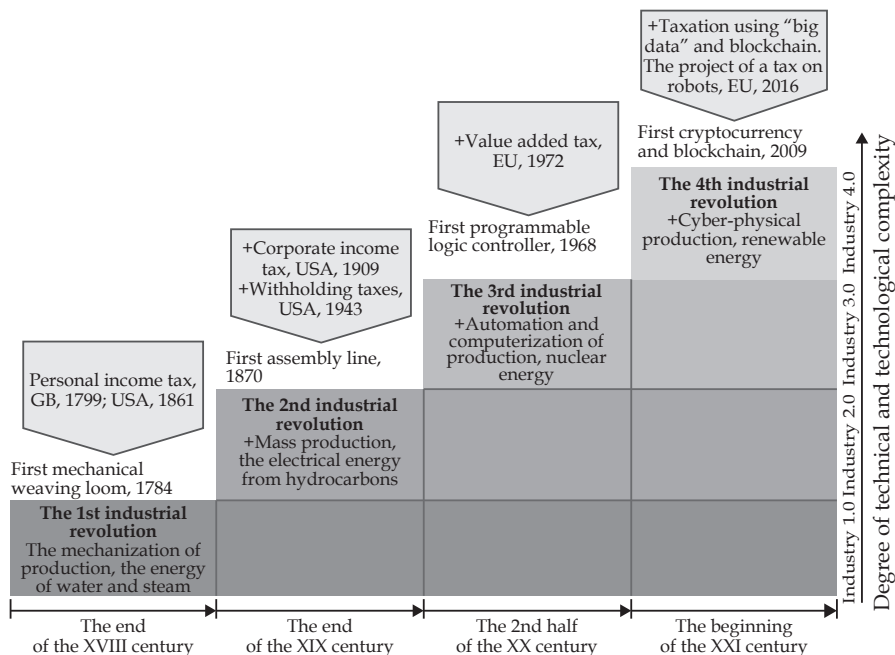 +Taxation using “big
data” and blockchain.
The project of a tax on
robots, EU, 2016
First cryptocurrency
and blockchain, 2009
The 4th industrial
revolution
+Cyber-physical
production, renewable
energy
+Value added tax,
EU, 1972
First programmable
logic controller, 1968
The 3rd industrial
revolution
+Automation and
computerization of
production, nuclear
energy
+Corporate income
tax, USA, 1909
+Withholding taxes,
USA, 1943
First assembly line,
1870
The 2nd industrial
revolution
+Mass production,
the electrical energy
from hydrocarbons
Personal income tax,
GB, 1799; USA, 1861
First mechanical
weaving loom, 1784
The 1st industrial
revolution
The mechanization of
production, the energy
of water and steam
Industry 1.0 Industry 2.0 Industry 3.0 Industry 4.0
Degree of technical and technological complexity
The end
of the XVIII century
The end
of the XIX century
The 2nd half
of the XX century
The beginning
of the XXI century